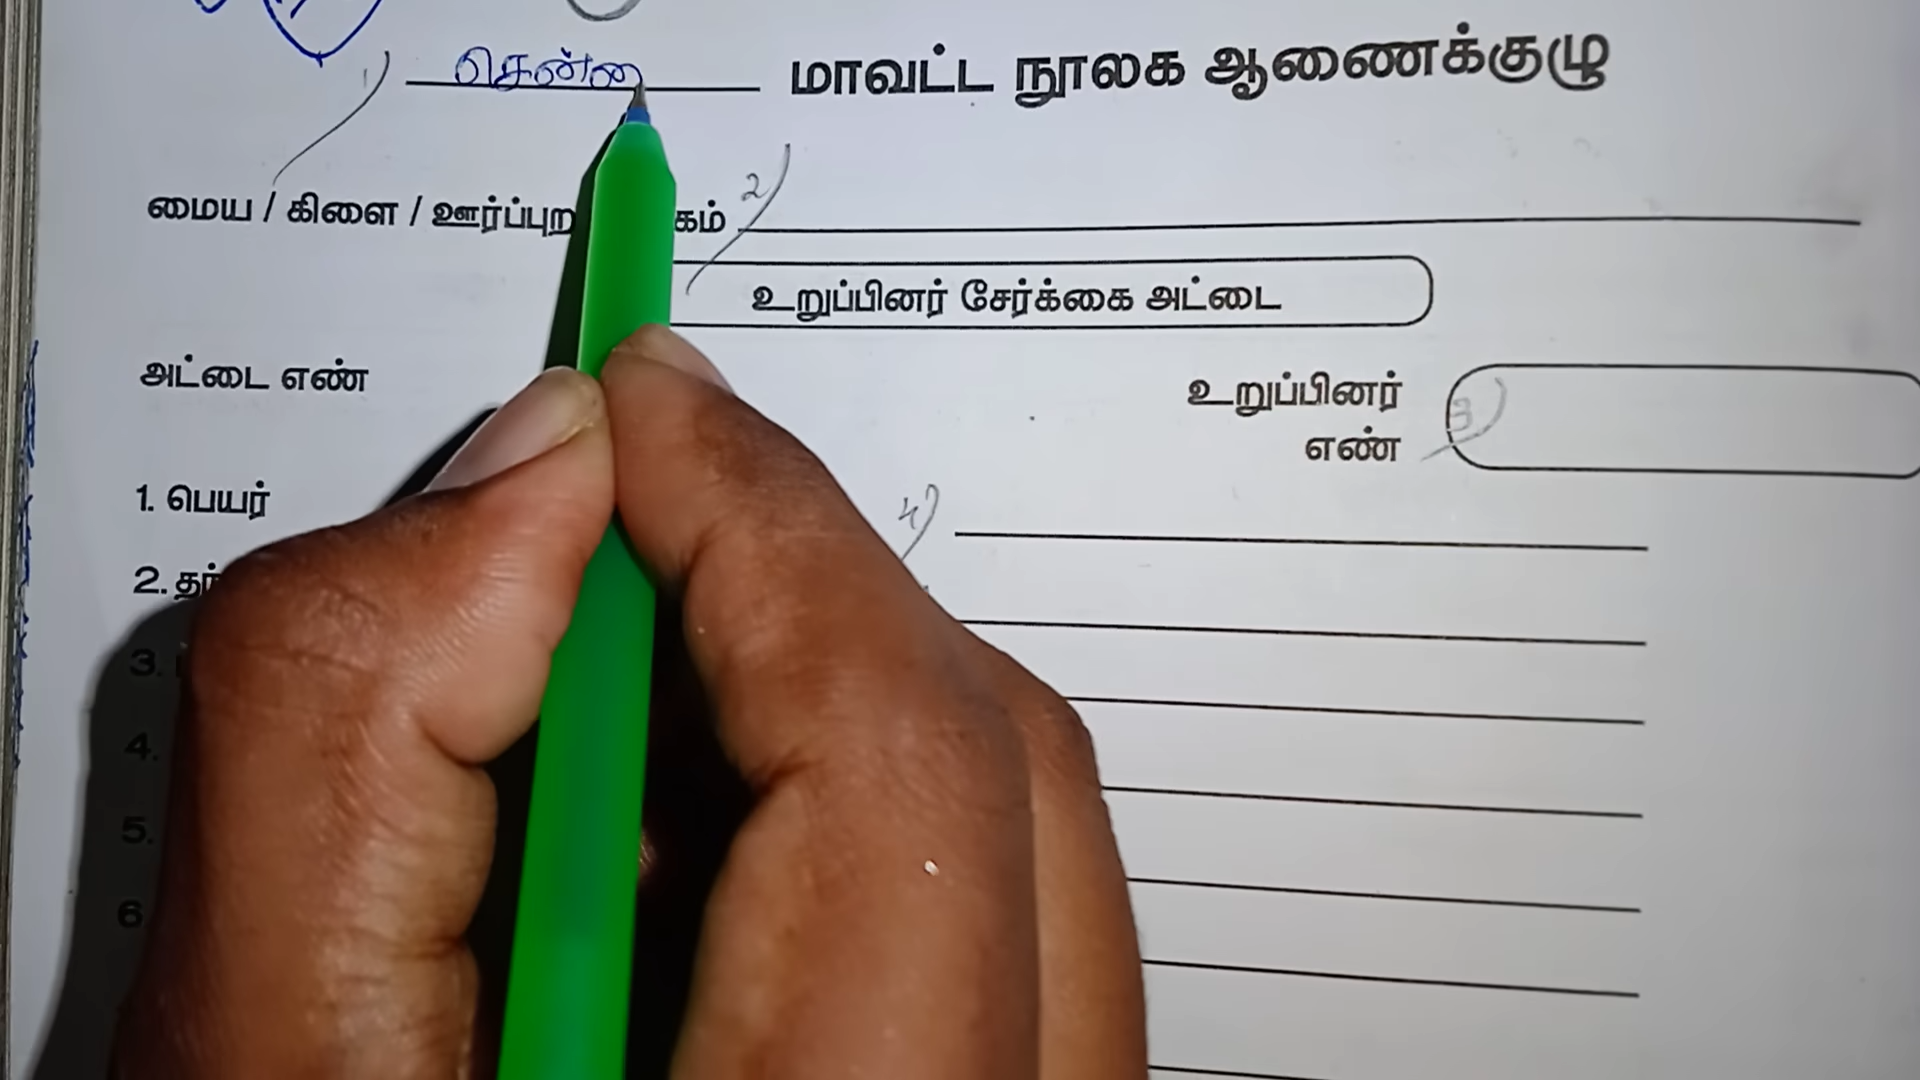 1) சென்னை மாவட்ட நூலக ஆணைக்குழு
மைய / கிளை / ஊர்ப்புற 2)
உறுப்பினர் சேர்க்கை அட்டை
அட்டை எண்
உறுப்பினர் 3)
எண்
1. பெயர் 4)
2.
3.
4.
5.
6